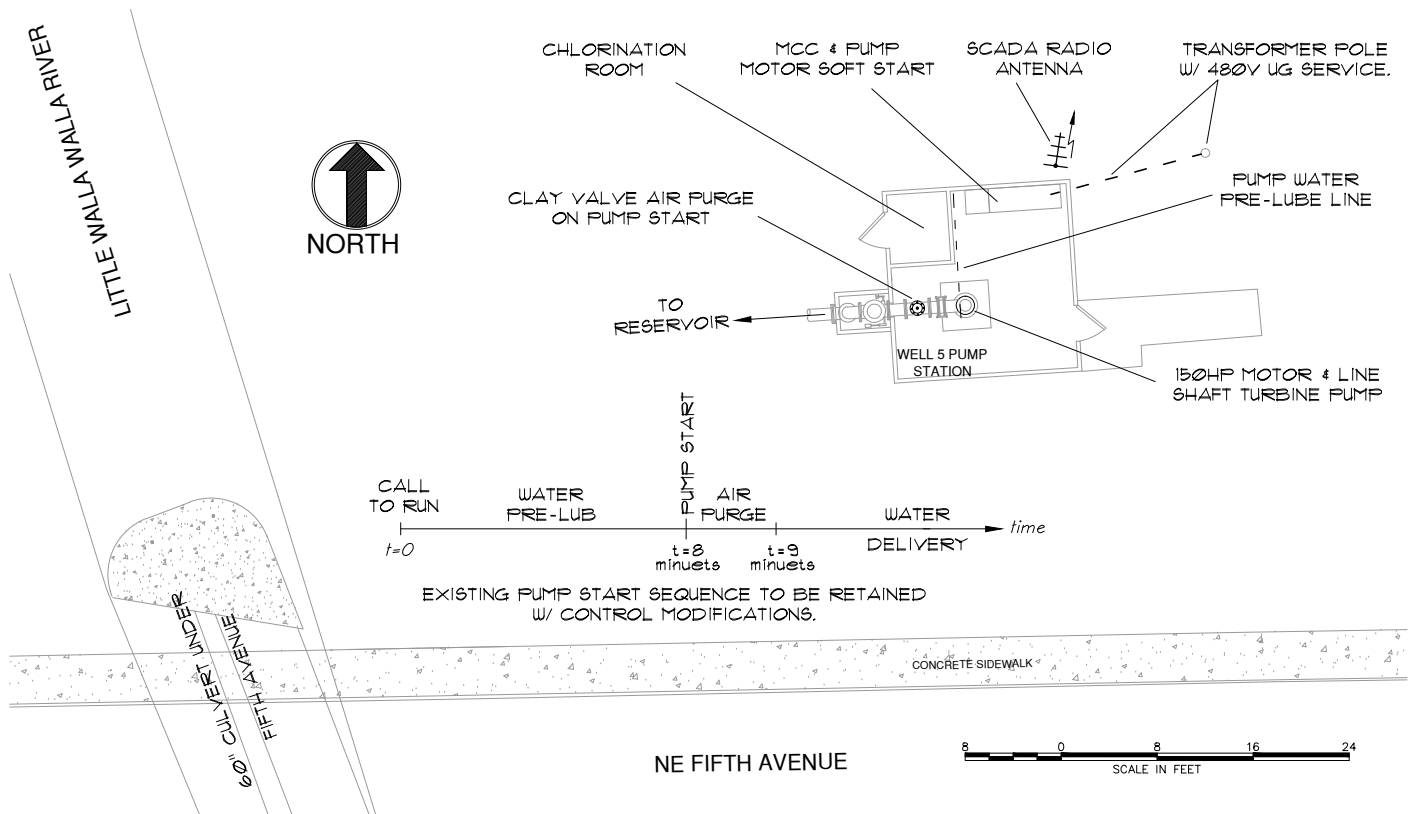 LITTLE WALLA WALLA RIVER
NORTH
CHLORINATION
ROOM
MCC & PUMP
MOTOR SOFT START
SCADA RADIO
ANTENNA
TRANSFORMER POLE
W/ 480V UG SERVICE.
CLAY VALVE AIR PURGE
ON PUMP START
PUMP WATER
PRE-LUBE LINE
TO
RESERVOIR
WELL 5 PUMP
STATION
150HP MOTOR & LINE
SHAFT TURBINE PUMP
CALL
TO RUN
WATER
PRE-LUB
PUMP START
AIR
PURGE
WATER
DELIVERY
time
t=0
t=8
minuets
t=9
minuets
EXISTING PUMP START SEQUENCE TO BE RETAINED
W/ CONTROL MODIFICATIONS.
60" CULVERT UNDER
FIFTH AVENUE
CONCRETE SIDEWALK
NE FIFTH AVENUE
8 0 8 16 24
SCALE IN FEET